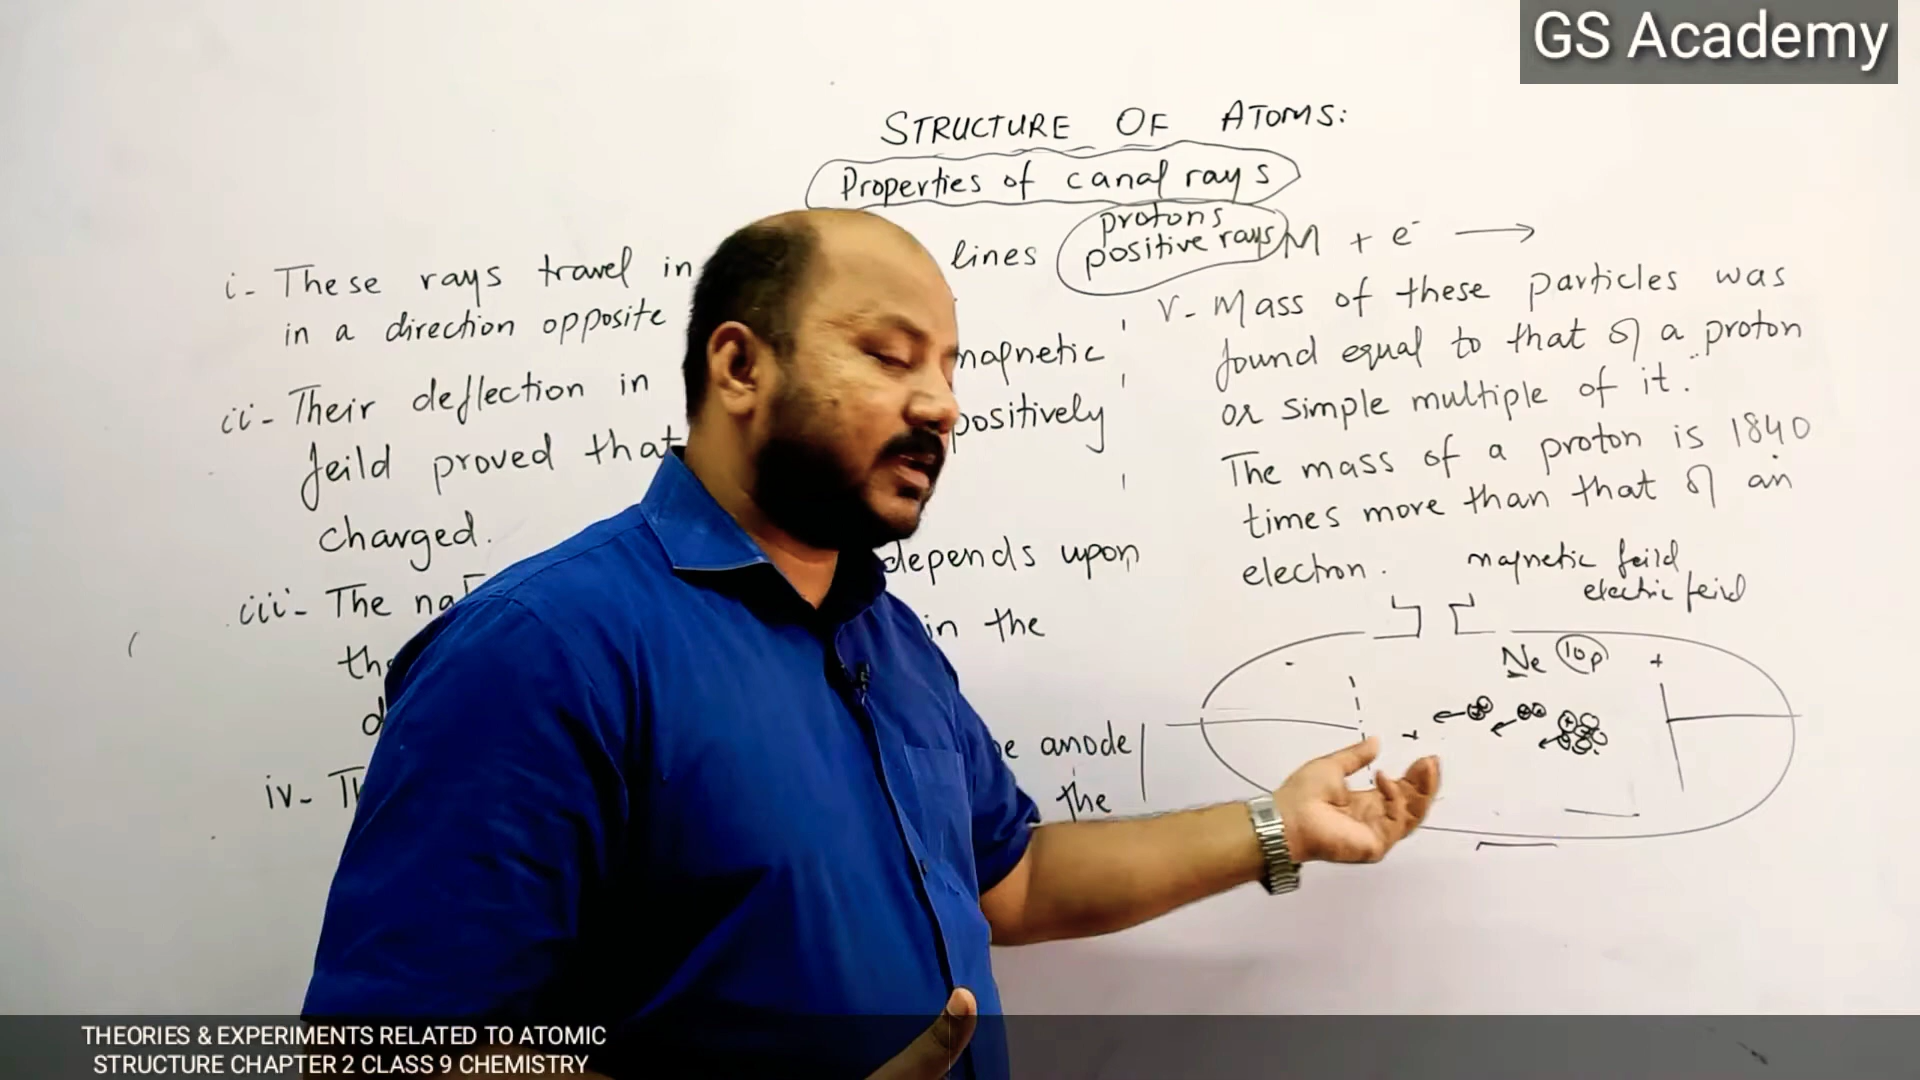 GS Academy
STRUCTURE OF ATOMS:
Properties of canal rays
protons
positive rays
M + e⁻ →
i- These rays travel in lines
in a direction opposite
ii- Their deflection in magnetic
feild proved that positively
charged.
iii- The depends upon
in the
iv- anode
the
v- Mass of these particles was
found equal to that of a proton
or simple multiple of it.
The mass of a proton is 1840
times more than that of an
electron.
magnetic feild
electric feild
- Ne 10p +
+
THEORIES & EXPERIMENTS RELATED TO ATOMIC
STRUCTURE CHAPTER 2 CLASS 9 CHEMISTRY